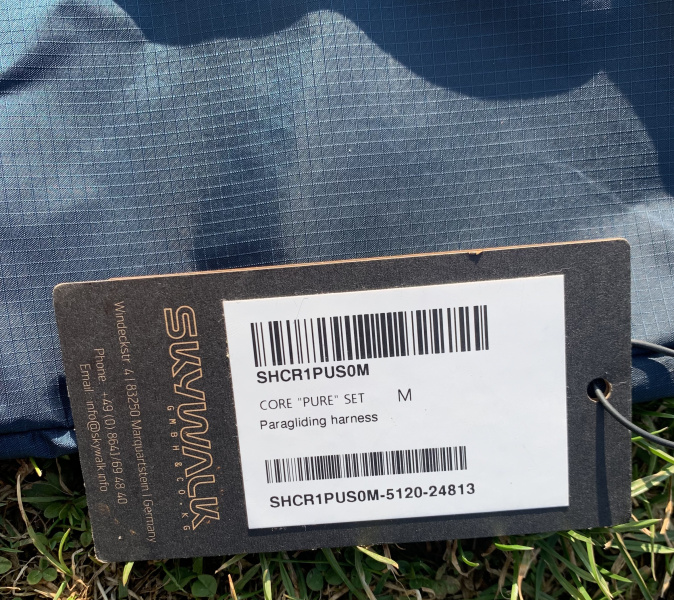 SKYWALK
GMBH & CO. KG
Windeckstr. 4 | 83250 Marquartstein | Germany
Phone: +49 (0) 8641/69 48 40
Email: info@skywalk.info
SHCR1PUS0M
CORE "PURE" SET M
Paragliding harness
SHCR1PUS0M-5120-24813